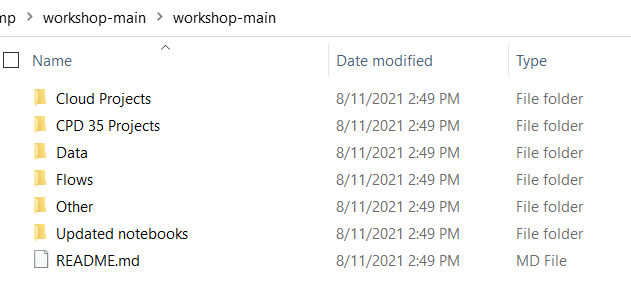 mp > workshop-main > workshop-main
Name Date modified Type
Cloud Projects 8/11/2021 2:49 PM File folder
CPD 35 Projects 8/11/2021 2:49 PM File folder
Data 8/11/2021 2:49 PM File folder
Flows 8/11/2021 2:49 PM File folder
Other 8/11/2021 2:49 PM File folder
Updated notebooks 8/11/2021 2:49 PM File folder
README.md 8/11/2021 2:49 PM MD File